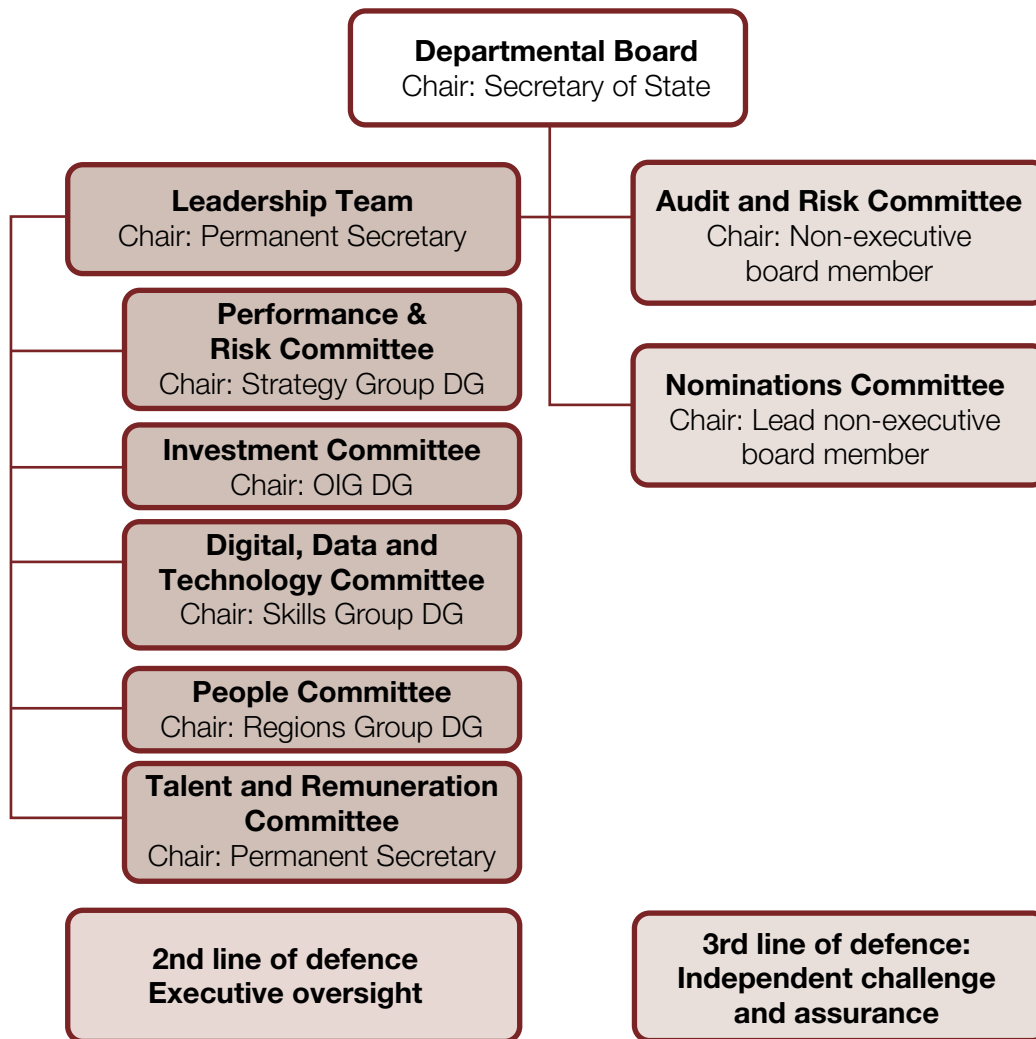 Departmental Board
Chair: Secretary of State
Leadership Team
Chair: Permanent Secretary
Audit and Risk Committee
Chair: Non-executive
board member
Performance &
Risk Committee
Chair: Strategy Group DG
Nominations Committee
Chair: Lead non-executive
board member
Investment Committee
Chair: OIG DG
Digital, Data and
Technology Committee
Chair: Skills Group DG
People Committee
Chair: Regions Group DG
Talent and Remuneration
Committee
Chair: Permanent Secretary
2nd line of defence
Executive oversight
3rd line of defence:
Independent challenge
and assurance